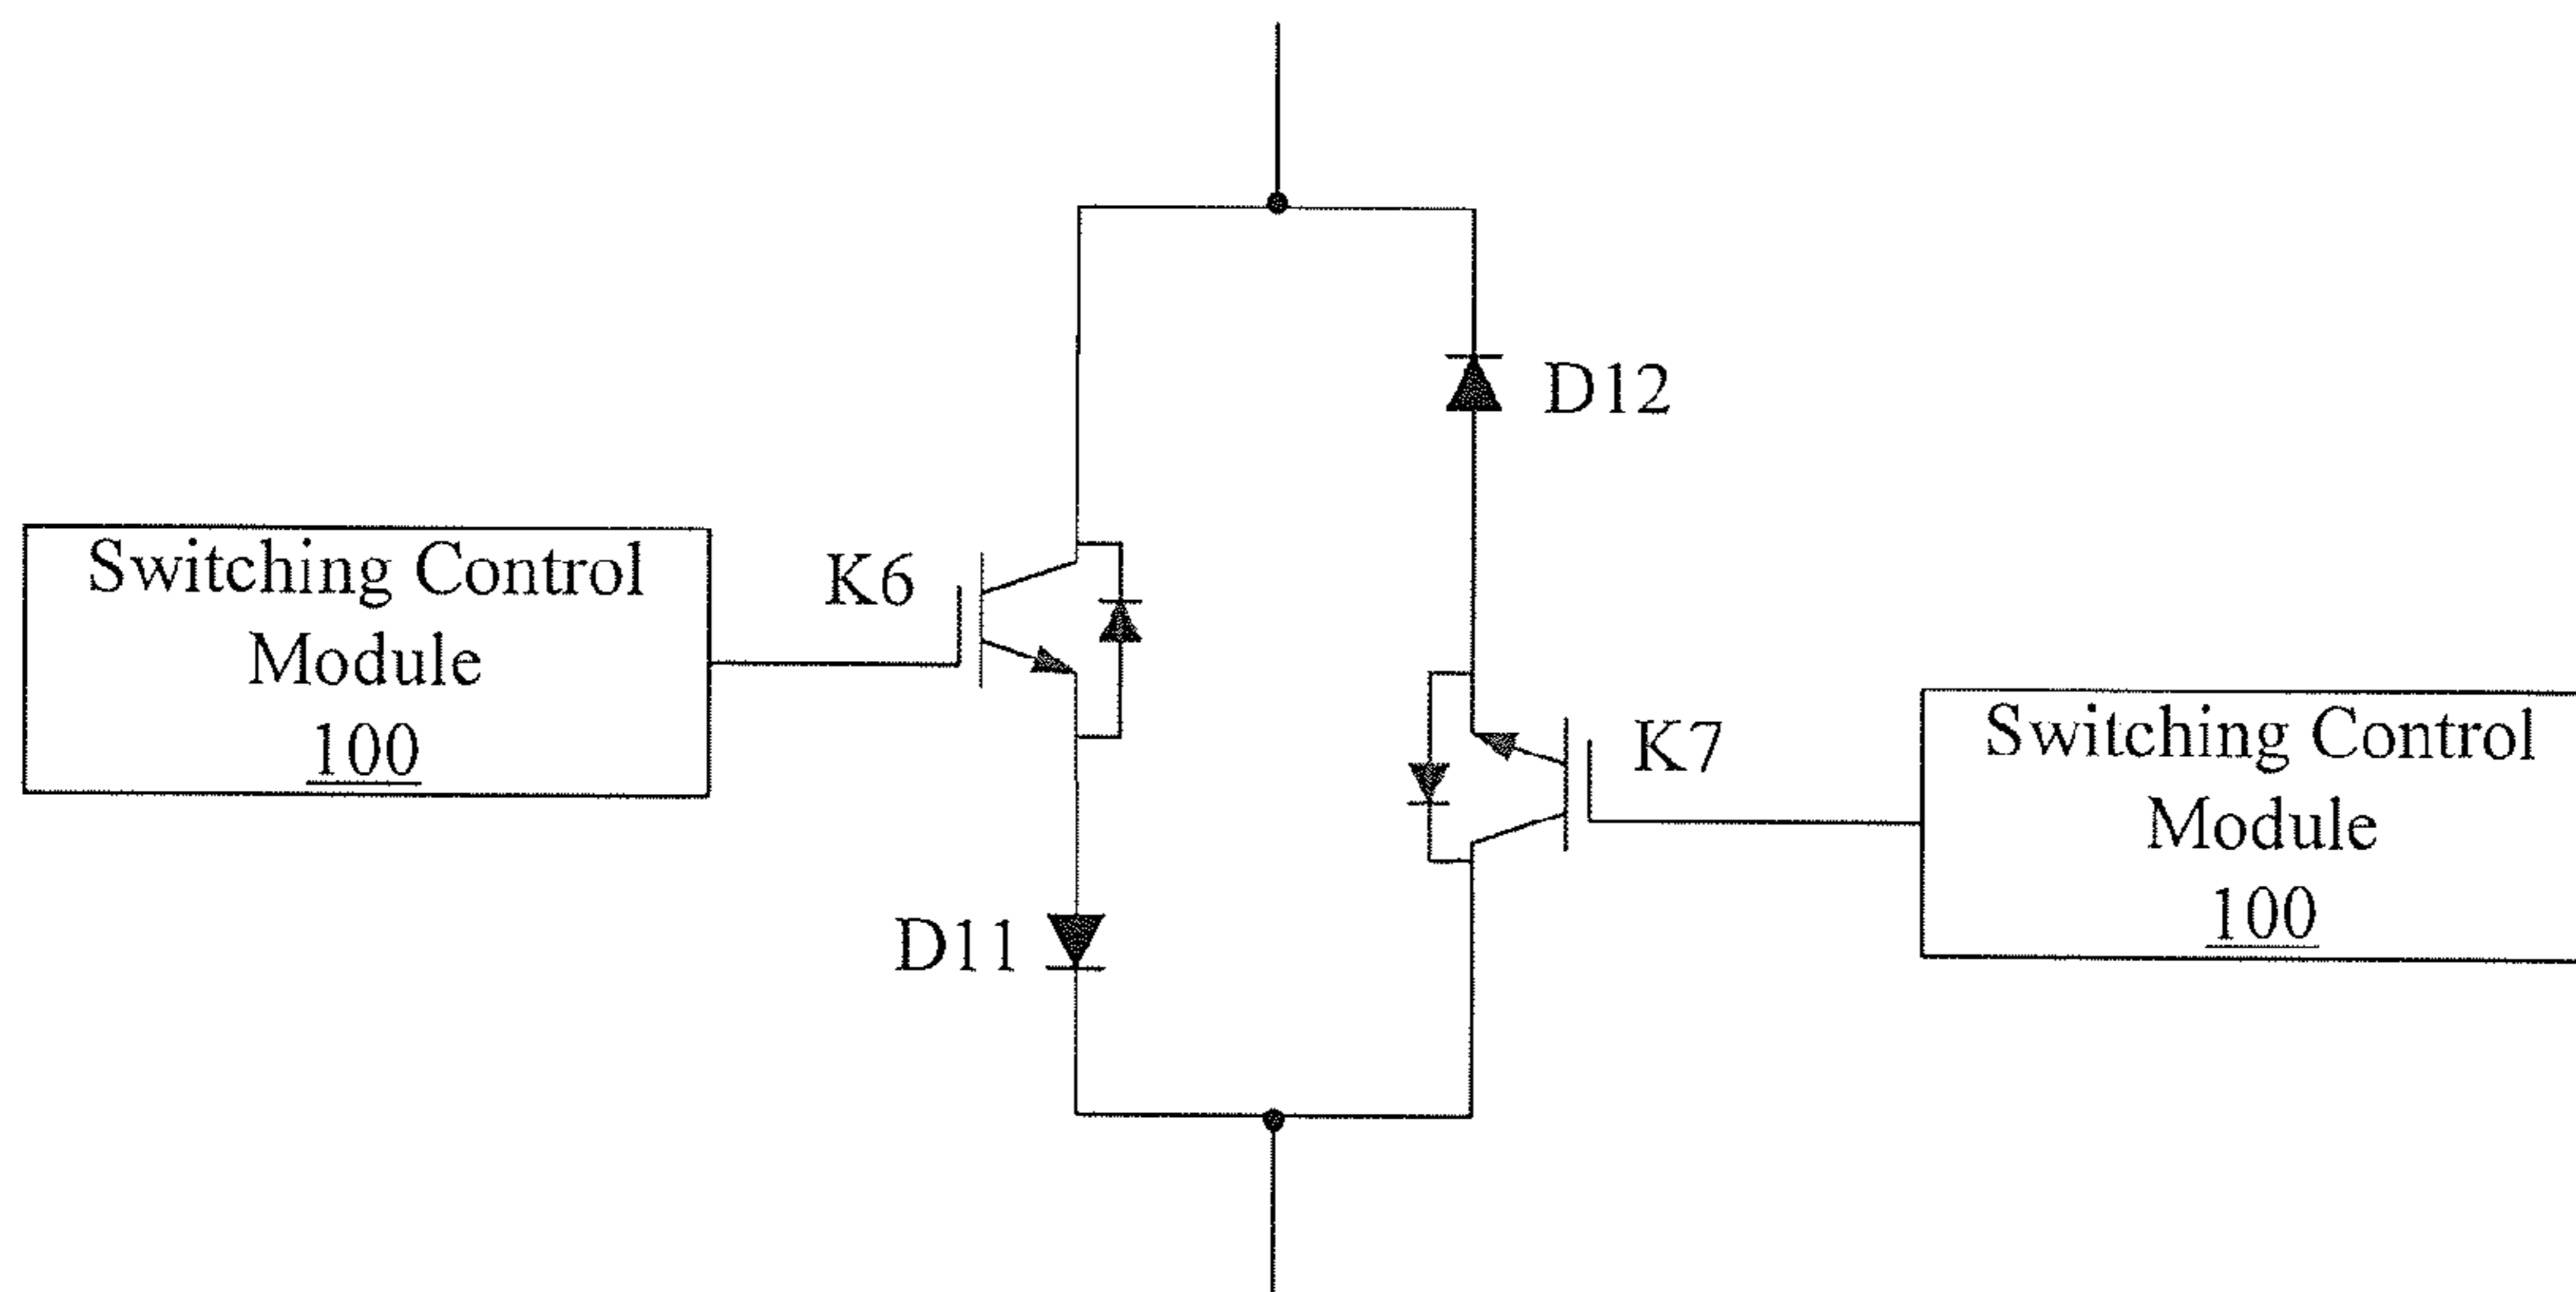 D12
Switching Control
Module
100
K6
Switching Control
Module
100
K7
D11